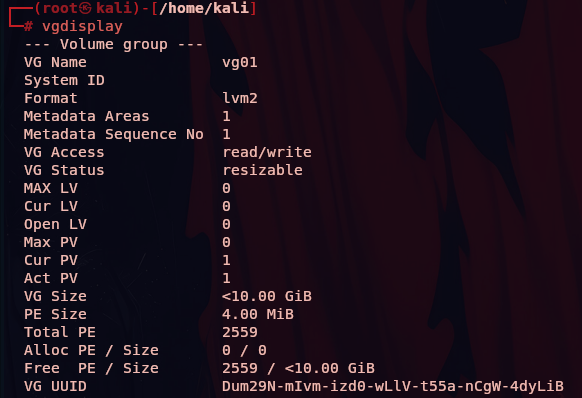 ┌──(root㉿kali)-[/home/kali]
└─# vgdisplay
--- Volume group ---
VG Name               vg01
System ID
Format                lvm2
Metadata Areas        1
Metadata Sequence No  1
VG Access             read/write
VG Status             resizable
MAX LV                0
Cur LV                0
Open LV               0
Max PV                0
Cur PV                1
Act PV                1
VG Size               <10.00 GiB
PE Size               4.00 MiB
Total PE              2559
Alloc PE / Size       0 / 0
Free  PE / Size       2559 / <10.00 GiB
VG UUID               Dum29N-mIvm-izd0-wLlV-t55a-nCgW-4dyLiB